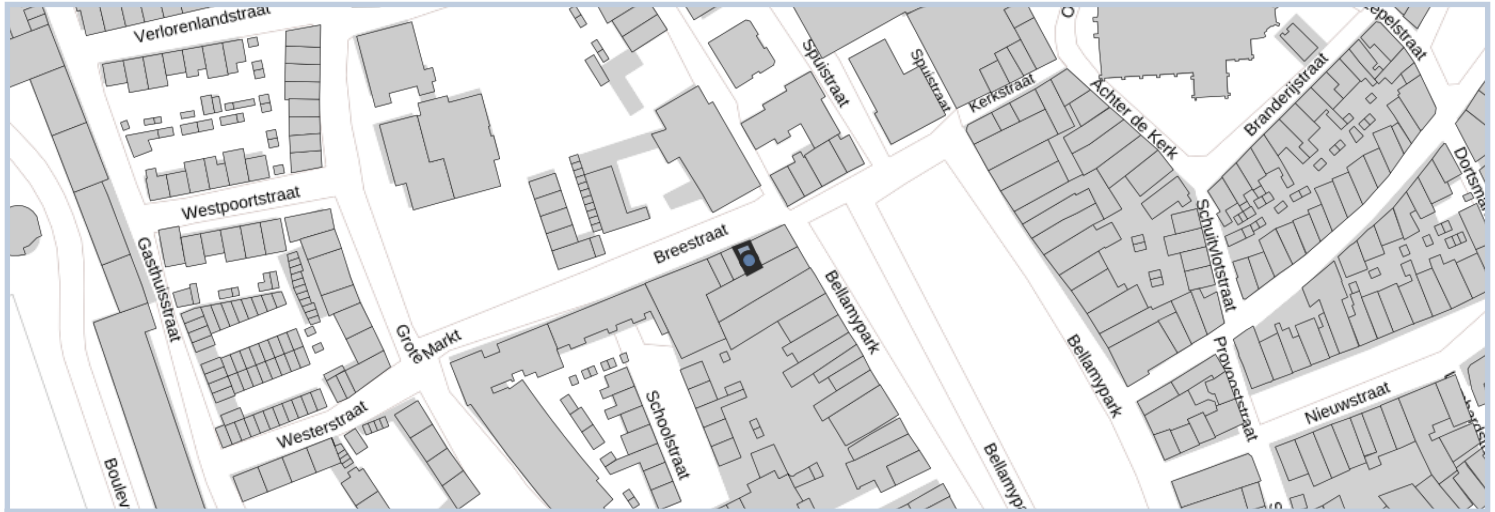 Verlorenlandstraat
Spuistraat
Spuistraat
Kerkstraat
Achter de Kerk
Branderijstraat
Westpoortstraat
Gasthuisstraat
Breestraat
Schuitvlotstraat
Bellamypark
Grote Markt
Bellamypark
Provooststraat
Nieuwstraat
Westerstraat
Schoolstraat